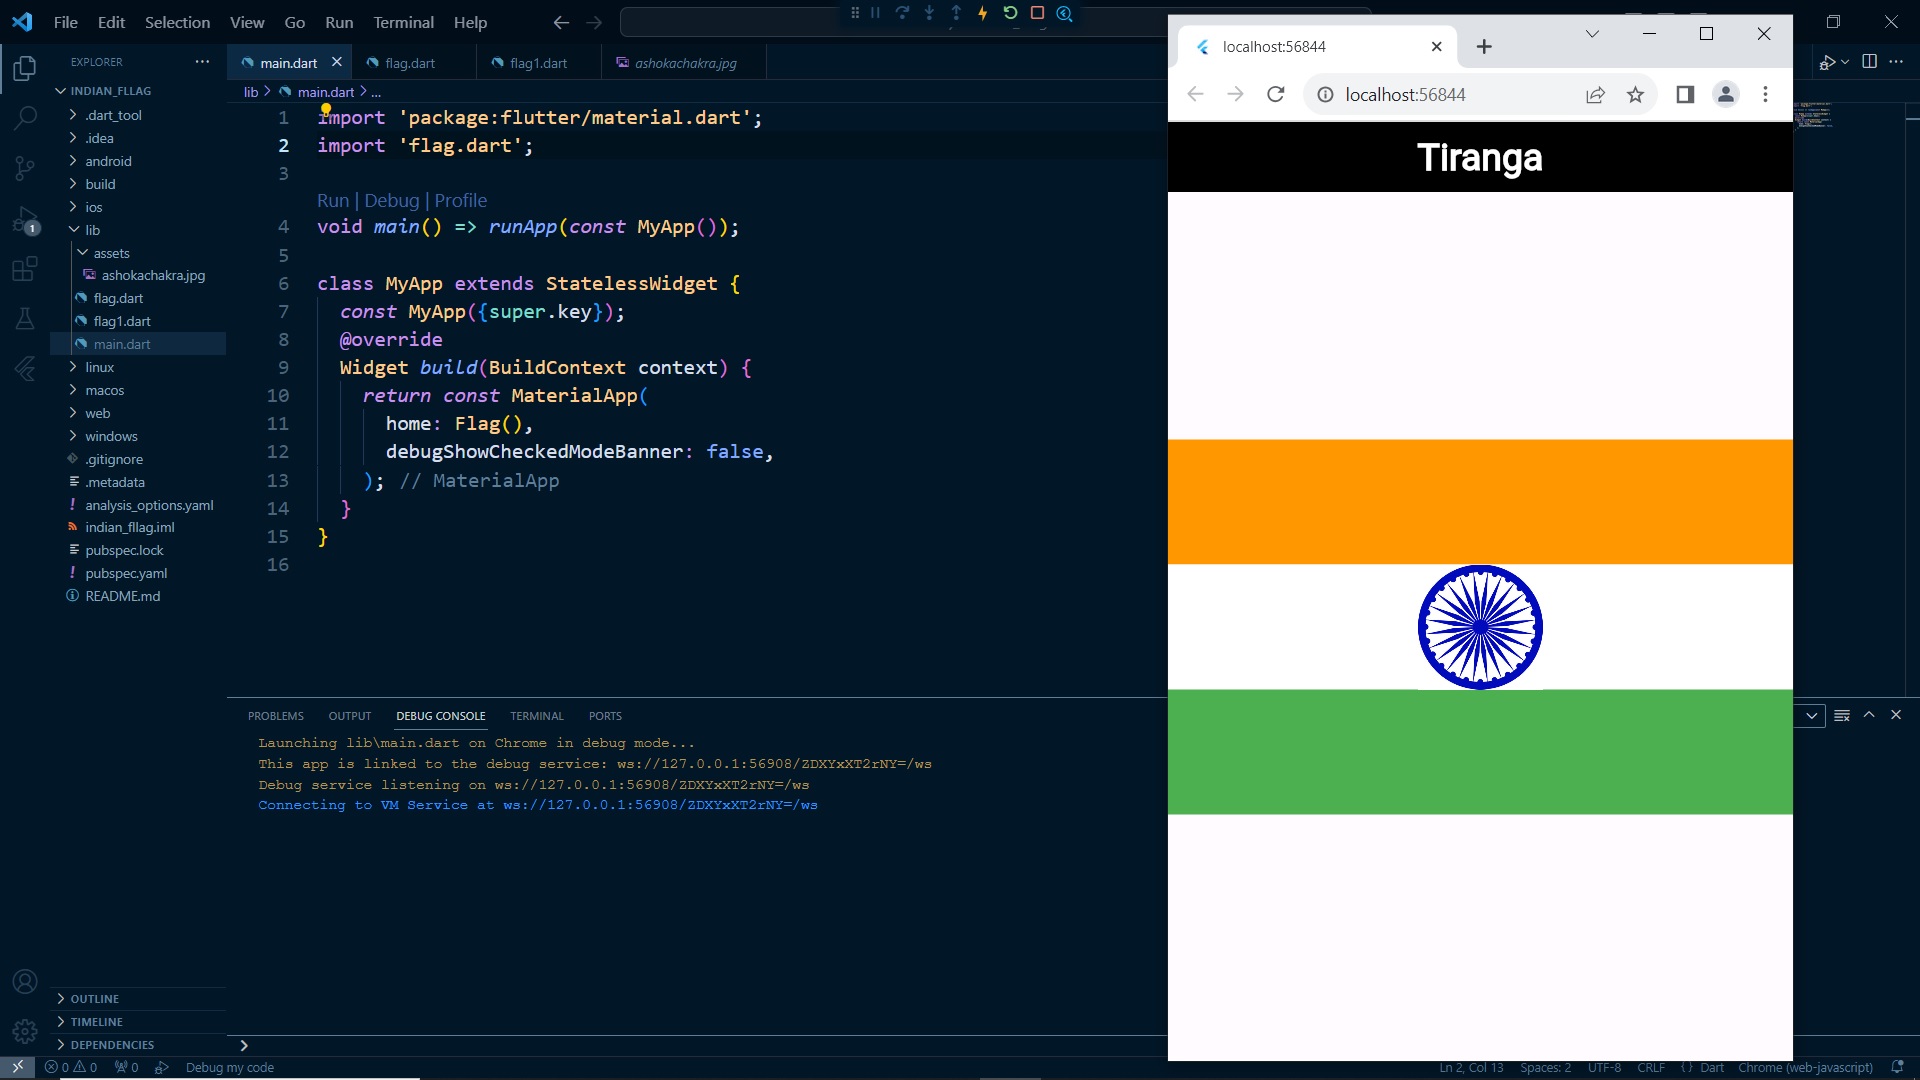 File Edit Selection View Go Run Terminal Help
EXPLORER
INDIAN_FLLAG
.dart_tool
.idea
android
build
ios
lib
assets
ashokachakra.jpg
flag.dart
flag1.dart
main.dart
linux
macos
web
windows
.gitignore
.metadata
analysis_options.yaml
indian_fllag.iml
pubspec.lock
pubspec.yaml
README.md
OUTLINE
TIMELINE
DEPENDENCIES
1
main.dart flag.dart flag1.dart ashokachakra.jpg
lib > main.dart > ...
1 import 'package:flutter/material.dart';
2 import 'flag.dart';
3
Run | Debug | Profile
4 void main() => runApp(const MyApp());
5
6 class MyApp extends StatelessWidget {
7 const MyApp({super.key});
8 @override
9 Widget build(BuildContext context) {
10 return const MaterialApp(
11 home: Flag(),
12 debugShowCheckedModeBanner: false,
13 ); // MaterialApp
14 }
15 }
16
PROBLEMS OUTPUT DEBUG CONSOLE TERMINAL PORTS
Launching lib\main.dart on Chrome in debug mode...
This app is linked to the debug service: ws://127.0.0.1:56908/ZDXYxXT2rNY=/ws
Debug service listening on ws://127.0.0.1:56908/ZDXYxXT2rNY=/ws
Connecting to VM Service at ws://127.0.0.1:56908/ZDXYxXT2rNY=/ws
localhost:56844
localhost:56844
Tiranga
0 0 0 Debug my code
Ln 2, Col 13 Spaces: 2 UTF-8 CRLF { } Dart Chrome (web-javascript)